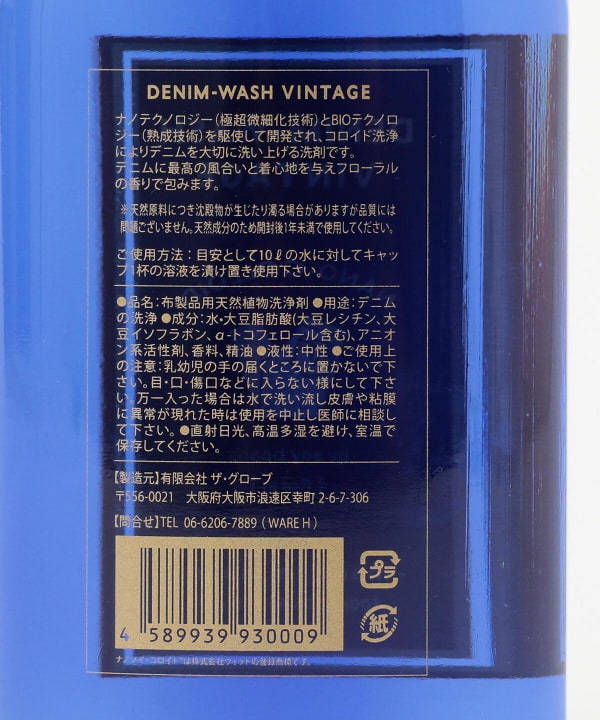 DENIM-WASH VINTAGE
ナノテクノロジー(極超微細化技術)とBIOテクノロ
ジー(熟成技術)を駆使して開発され、コロイド洗浄
によりデニムを大切に洗い上げる洗剤です。
デニムに最高の風合いと着心地を与えフローラル
の香りで包みます。
※天然原料につき沈殿物が生じたり濁る場合がありますが品質には
問題ございません。天然成分のため開封後1年未満で使用してください。
ご使用方法：目安として10ℓの水に対してキャッ
プ1杯の溶液を漬け置き使用下さい。
●品名：布製品用天然植物洗浄剤 ●用途：デニム
の洗浄 ●成分：水・大豆脂肪酸(大豆レシチン、大
豆イソフラボン、α-トコフェロール含む)、アニオ
ン系活性剤、香料、精油 ●液性：中性 ●ご使用上
の注意：乳幼児の手の届くところに置かないで下
さい。目・口・傷口などに入らない様にして下さ
い。万一入った場合は水で洗い流し皮膚や粘膜
に異常が現れた時は使用を中止し医師に相談し
て下さい。●直射日光、高温多湿を避け、室温で
保存してください。
【製造元】有限会社 ザ・グローブ
〒556-0021 大阪府大阪市浪速区幸町 2-6-7-306
【問合せ】TEL 06-6206-7889 ( WARE H )
プラ
紙
4 589939 930009
は株式会社フィットの登録商標です。